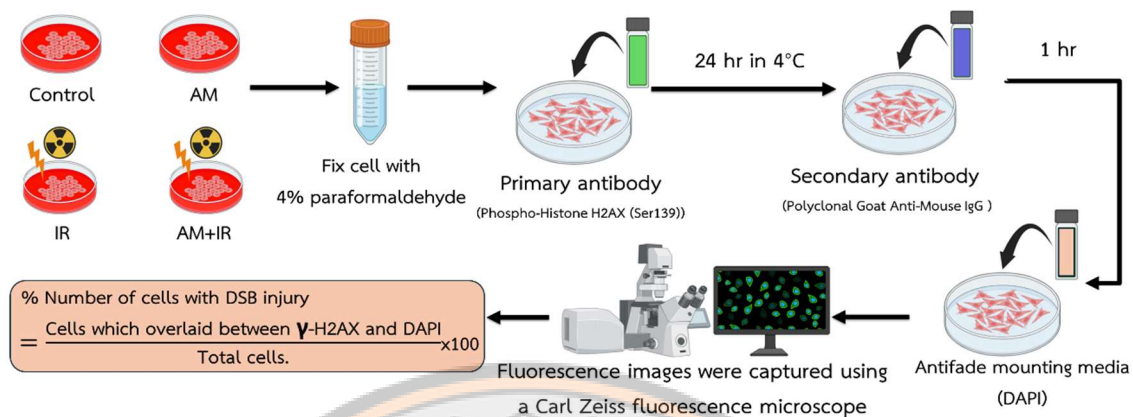 Control
AM
IR
AM+IR
Fix cell with
4% paraformaldehyde
Primary antibody
(Phospho-Histone H2AX (Ser139))
24 hr in 4°C
Secondary antibody
(Polyclonal Goat Anti-Mouse IgG )
1 hr
Antifade mounting media
(DAPI)
Fluorescence images were captured using
a Carl Zeiss fluorescence microscope
% Number of cells with DSB injury
= Cells which overlaid between γ-H2AX and DAPI x100
Total cells.